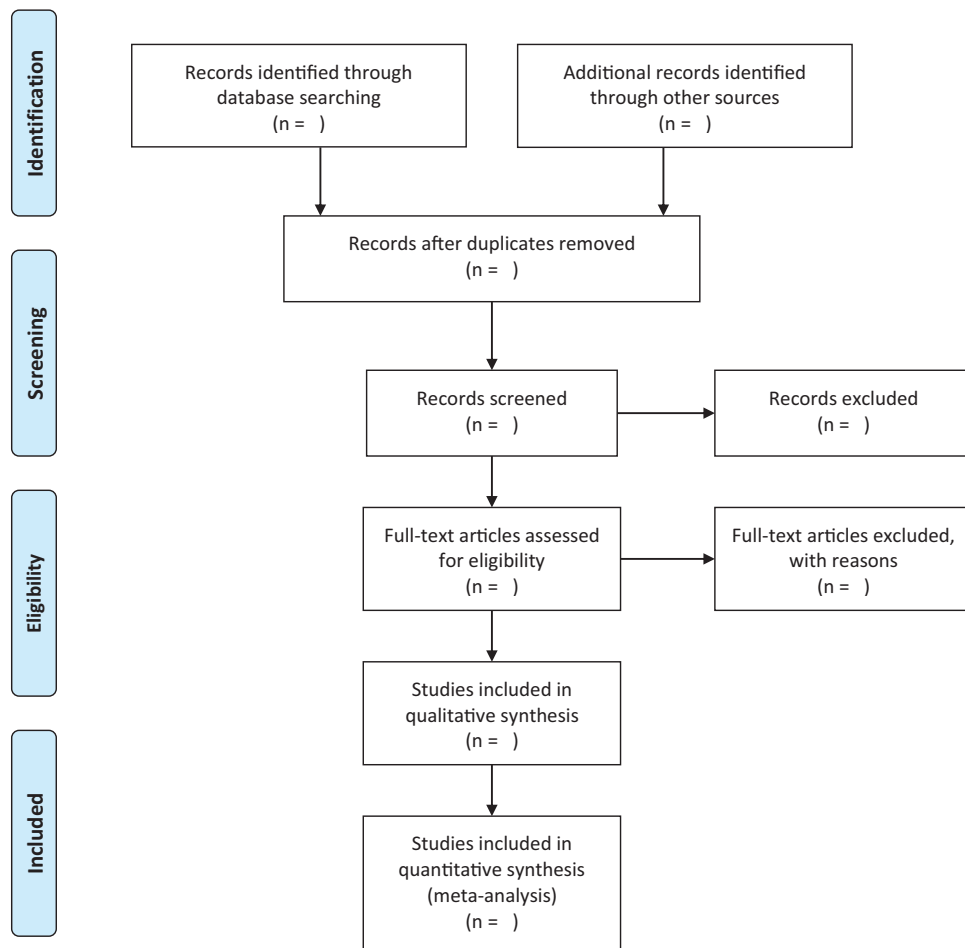 Identification
Records identified through
database searching
(n =   )
Additional records identified
through other sources
(n =   )
Records after duplicates removed
(n =   )
Screening
Records screened
(n =   )
Records excluded
(n =   )
Eligibility
Full-text articles assessed
for eligibility
(n =   )
Full-text articles excluded,
with reasons
(n =   )
Studies included in
qualitative synthesis
(n =   )
Included
Studies included in
quantitative synthesis
(meta-analysis)
(n =   )